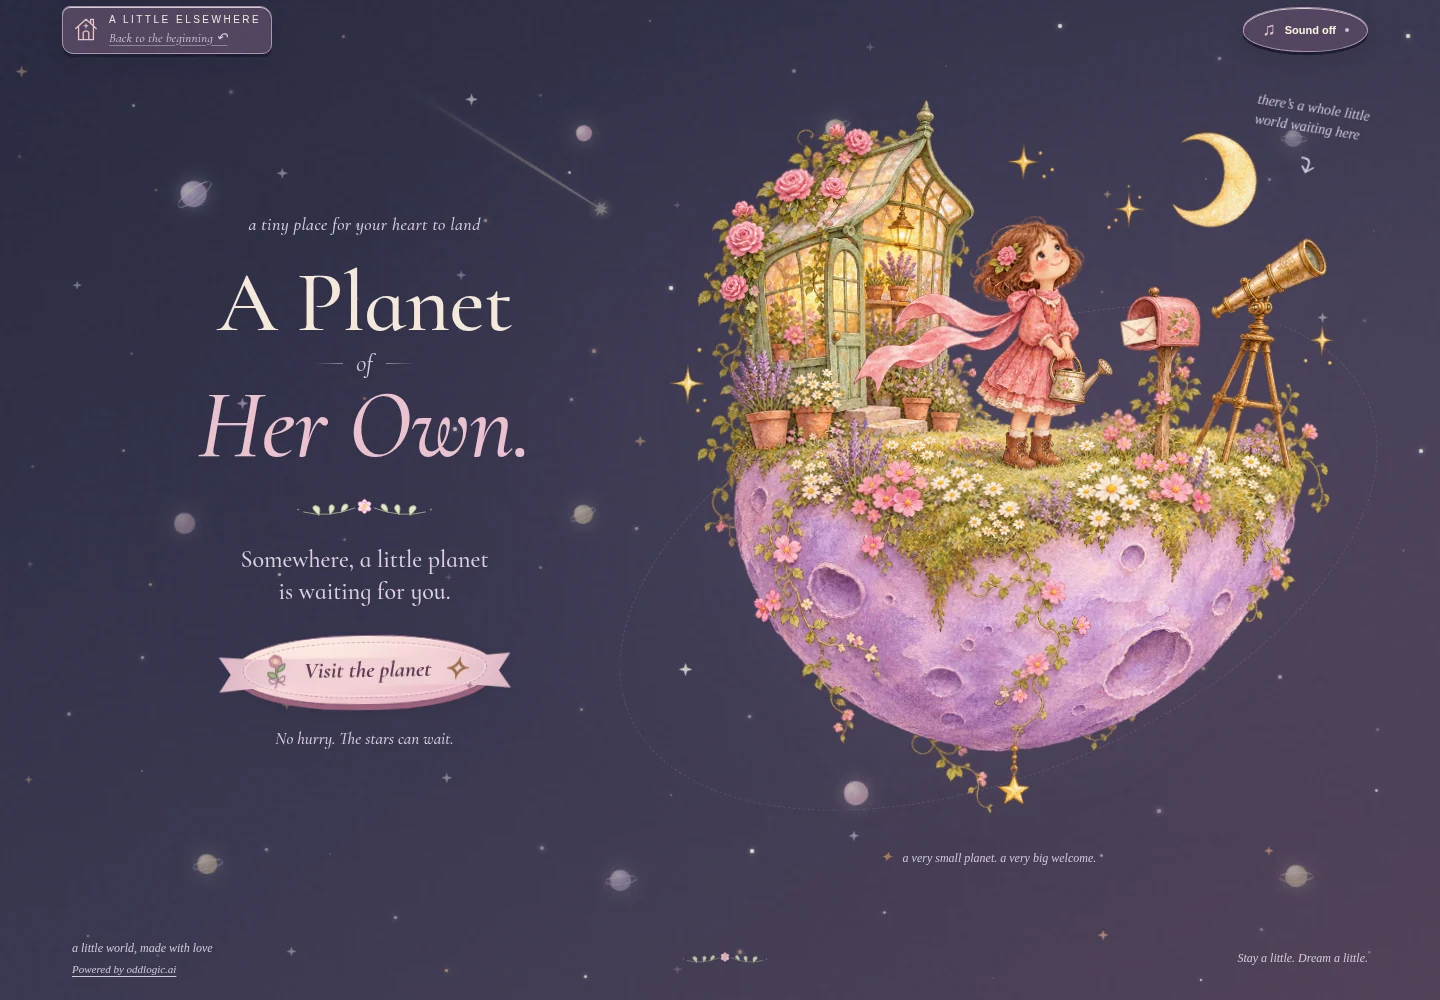 A LITTLE ELSEWHERE
Back to the beginning ↶
♫ Sound off
there's a whole little
world waiting here
a tiny place for your heart to land
A Planet
of
Her Own.
Somewhere, a little planet
is waiting for you.
Visit the planet
No hurry. The stars can wait.
a very small planet. a very big welcome.
a little world, made with love
Powered by oddlogic.ai
Stay a little. Dream a little.